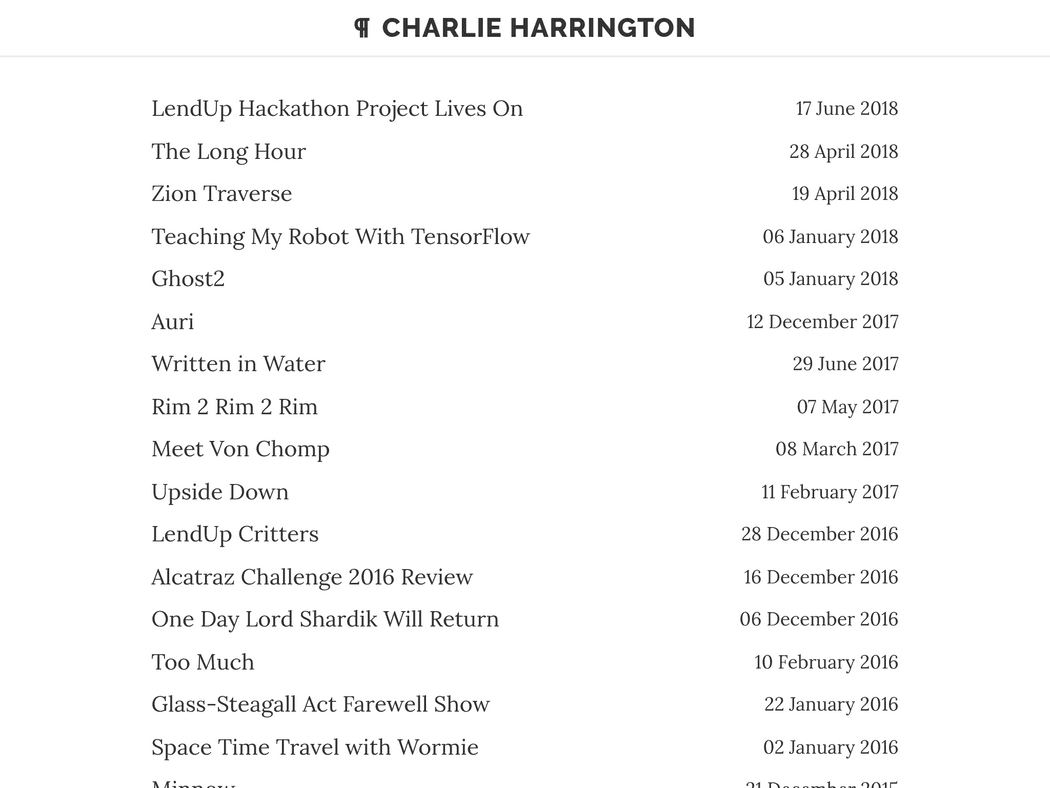 ¶ CHARLIE HARRINGTON
LendUp Hackathon Project Lives On 17 June 2018
The Long Hour 28 April 2018
Zion Traverse 19 April 2018
Teaching My Robot With TensorFlow 06 January 2018
Ghost2 05 January 2018
Auri 12 December 2017
Written in Water 29 June 2017
Rim 2 Rim 2 Rim 07 May 2017
Meet Von Chomp 08 March 2017
Upside Down 11 February 2017
LendUp Critters 28 December 2016
Alcatraz Challenge 2016 Review 16 December 2016
One Day Lord Shardik Will Return 06 December 2016
Too Much 10 February 2016
Glass-Steagall Act Farewell Show 22 January 2016
Space Time Travel with Wormie 02 January 2016
Minnow 21 December 2015